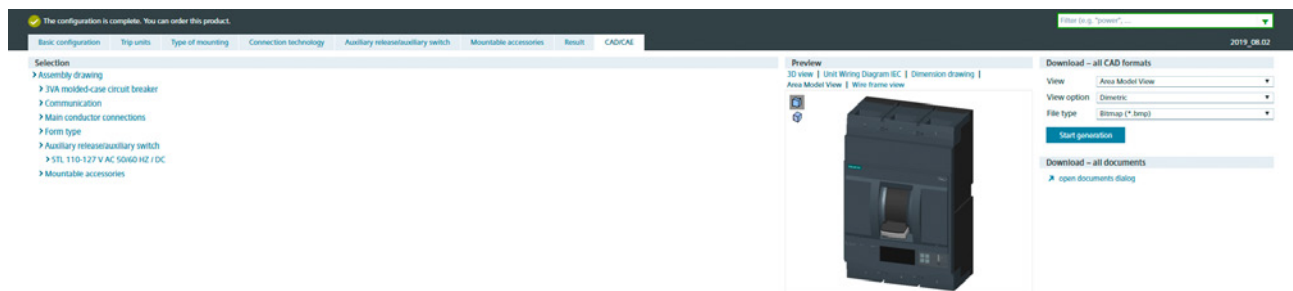 The configuration is complete. You can order this product.
Filter (e.g. "power", ...
Basic configuration Trip units Type of mounting Connection technology Auxiliary release/auxiliary switch Mountable accessories Result CAD/CAE
2019_08.02
Selection
Assembly drawing
3VA molded-case circuit breaker
Communication
Main conductor connections
Form type
Auxiliary release/auxiliary switch
STL 110-127 V AC 50/60 HZ / DC
Mountable accessories
Preview
3D view | Unit Wiring Diagram IEC | Dimension drawing |
Area Model View | Wire frame view
Download – all CAD formats
View Area Model View
View option Dimetric
File type Bitmap (*.bmp)
Start generation
Download – all documents
open documents dialog